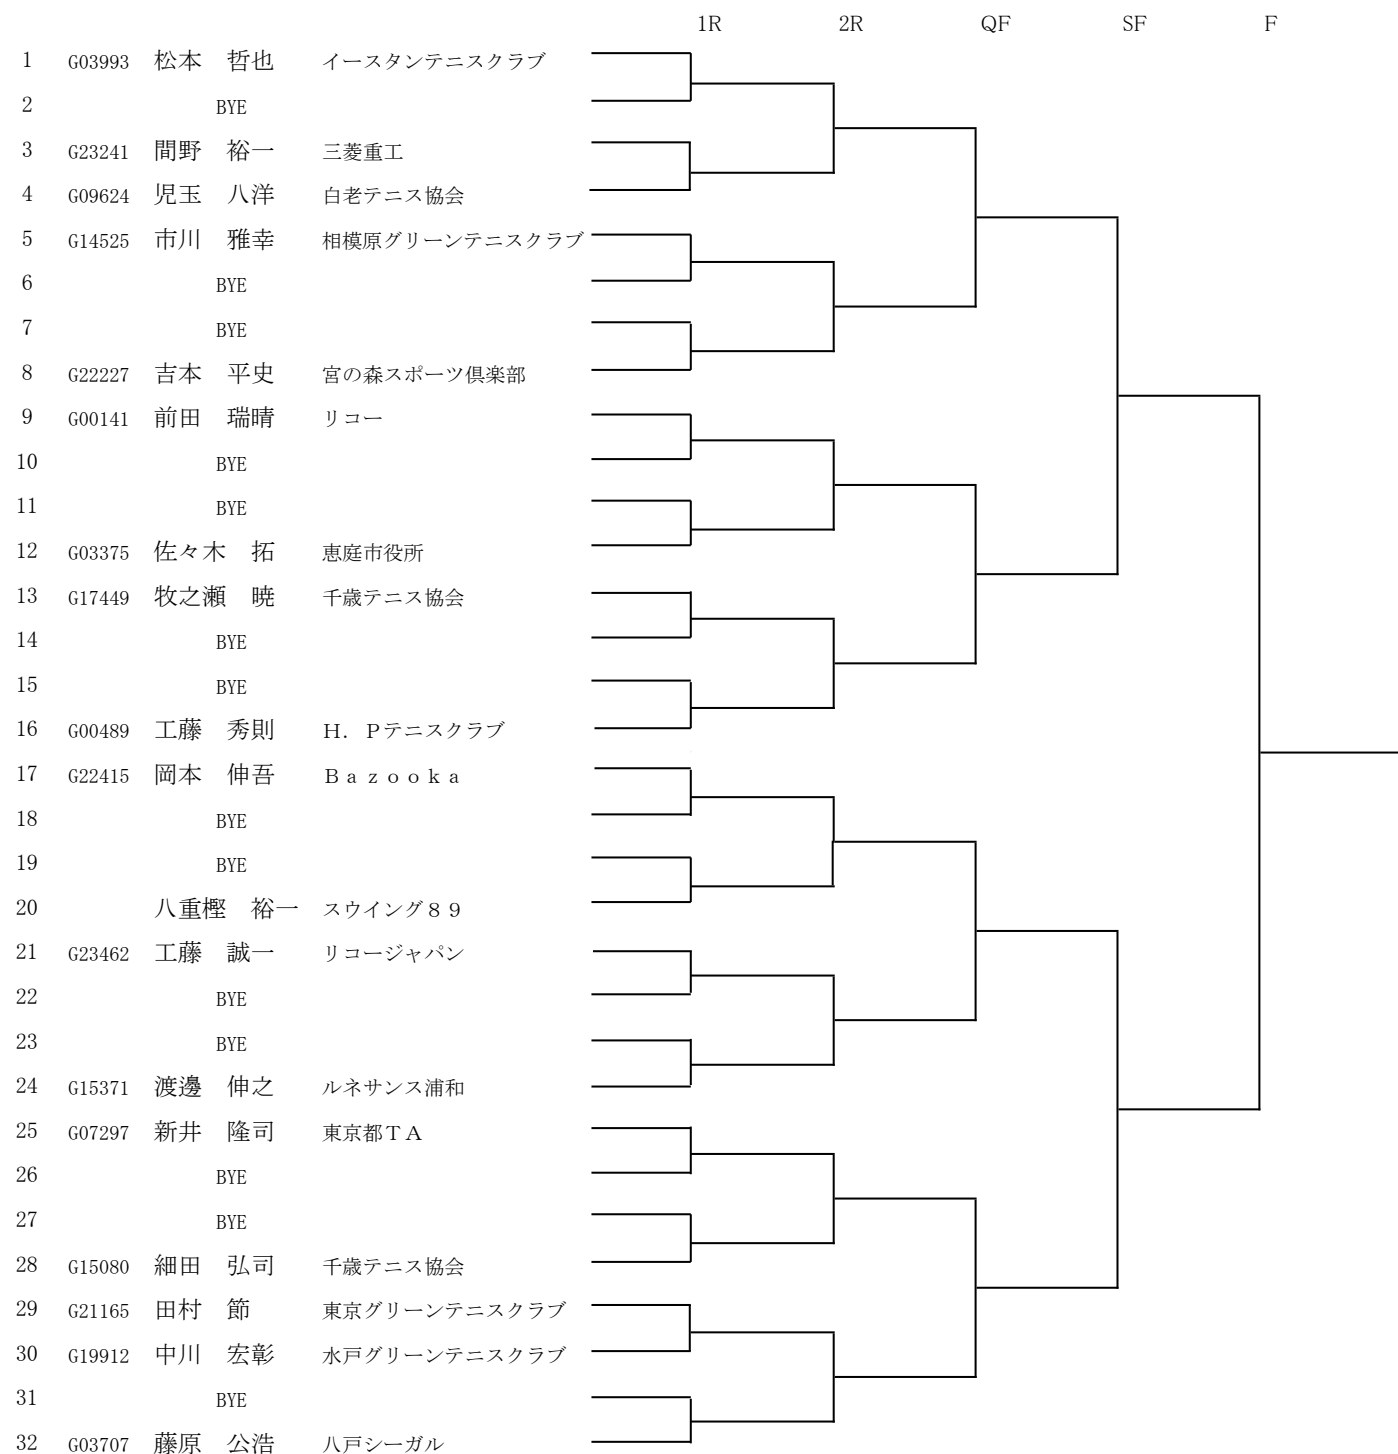 1R 2R QF SF F
1 G03993 松本　哲也 イースタンテニスクラブ
2 BYE
3 G23241 間野　裕一 三菱重工
4 G09624 児玉　八洋 白老テニス協会
5 G14525 市川　雅幸 相模原グリーンテニスクラブ
6 BYE
7 BYE
8 G22227 吉本　平史 宮の森スポーツ倶楽部
9 G00141 前田　瑞晴 リコー
10 BYE
11 BYE
12 G03375 佐々木　拓 恵庭市役所
13 G17449 牧之瀬　暁 千歳テニス協会
14 BYE
15 BYE
16 G00489 工藤　秀則 Ｈ．Ｐテニスクラブ
17 G22415 岡本　伸吾 Ｂａｚｏｏｋａ
18 BYE
19 BYE
20 八重樫　裕一 スウイング８９
21 G23462 工藤　誠一 リコージャパン
22 BYE
23 BYE
24 G15371 渡邊　伸之 ルネサンス浦和
25 G07297 新井　隆司 東京都ＴＡ
26 BYE
27 BYE
28 G15080 細田　弘司 千歳テニス協会
29 G21165 田村　節 東京グリーンテニスクラブ
30 G19912 中川　宏彰 水戸グリーンテニスクラブ
31 BYE
32 G03707 藤原　公浩 八戸シーガル